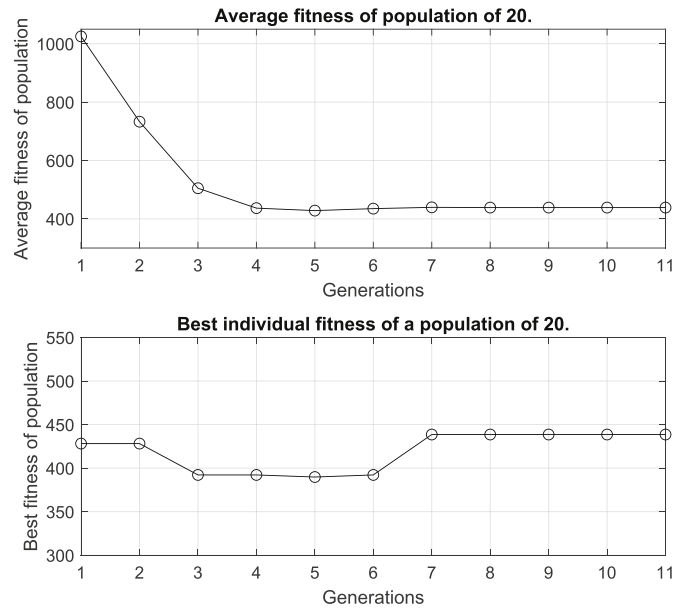 Average fitness of population of 20.
Average fitness of population
1000
800
600
400
1 2 3 4 5 6 7 8 9 10 11
Generations
Best individual fitness of a population of 20.
Best fitness of population
550
500
450
400
350
300
1 2 3 4 5 6 7 8 9 10 11
Generations